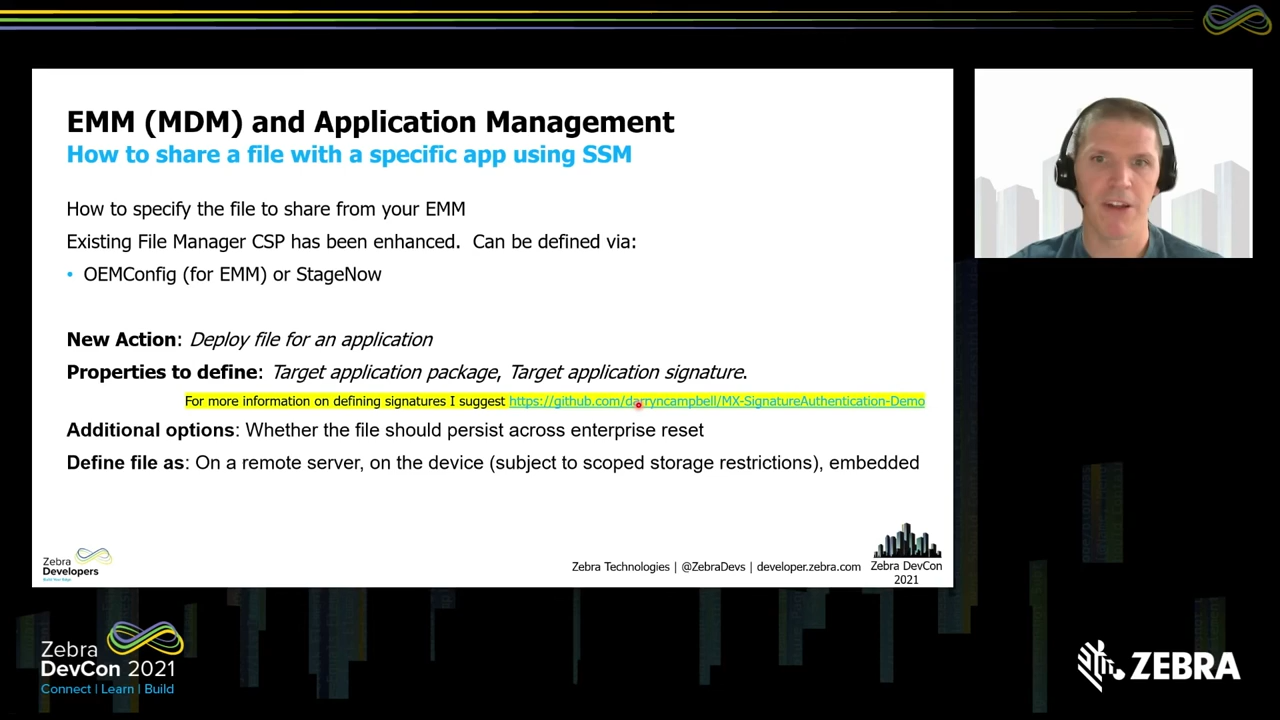 EMM (MDM) and Application Management
How to share a file with a specific app using SSM
How to specify the file to share from your EMM
Existing File Manager CSP has been enhanced. Can be defined via:
• OEMConfig (for EMM) or StageNow
New Action: Deploy file for an application
Properties to define: Target application package, Target application signature.
For more information on defining signatures I suggest https://github.com/darryncampbell/MX-SignatureAuthentication-Demo
Additional options: Whether the file should persist across enterprise reset
Define file as: On a remote server, on the device (subject to scoped storage restrictions), embedded
Zebra
Developers
Build Your Edge
Zebra Technologies | @ZebraDevs | developer.zebra.com
Zebra DevCon
2021
Zebra
DevCon 2021
Connect | Learn | Build
ZEBRA